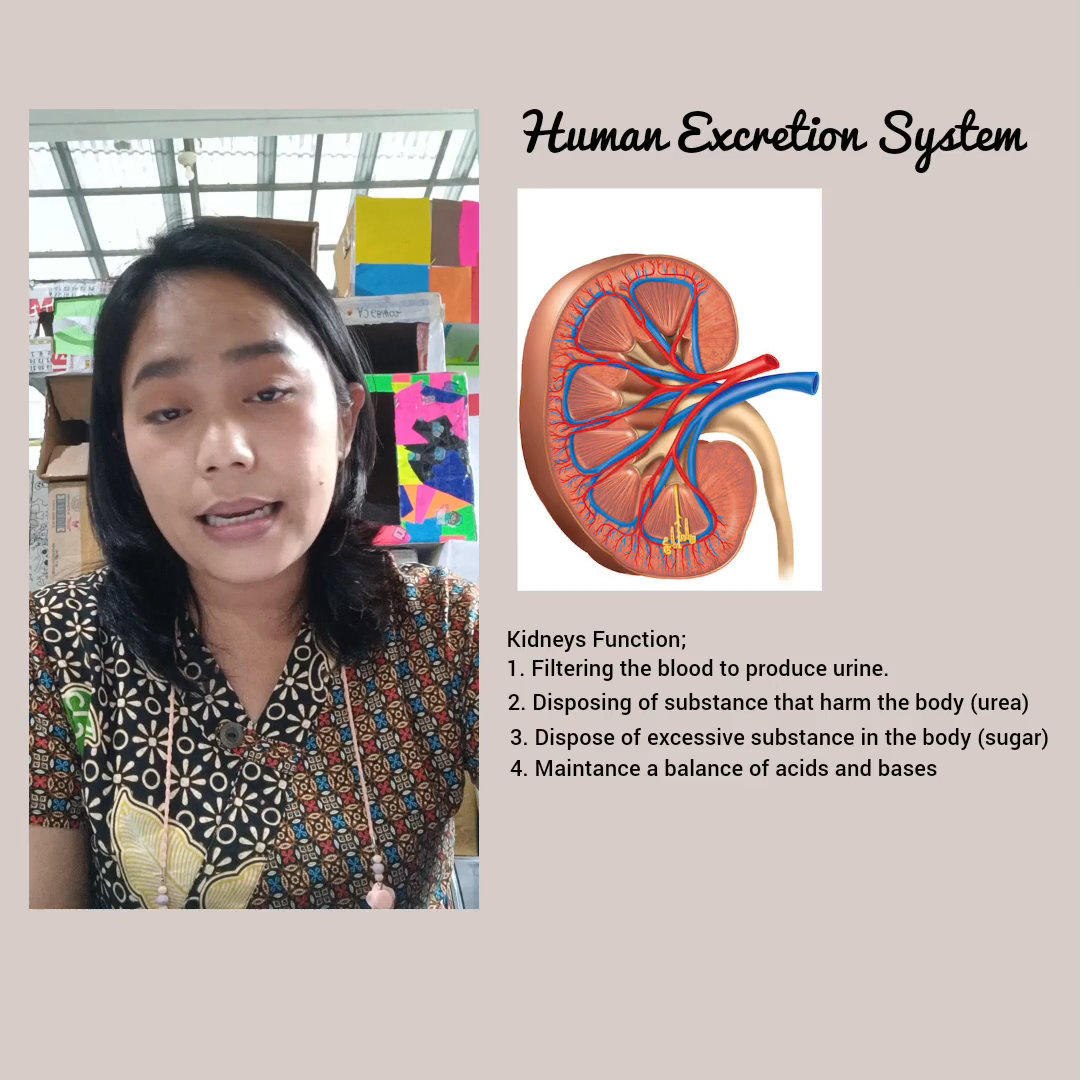 Human Excretion System
Kidneys Function;
1. Filtering the blood to produce urine.
2. Disposing of substance that harm the body (urea)
3. Dispose of excessive substance in the body (sugar)
4. Maintance a balance of acids and bases